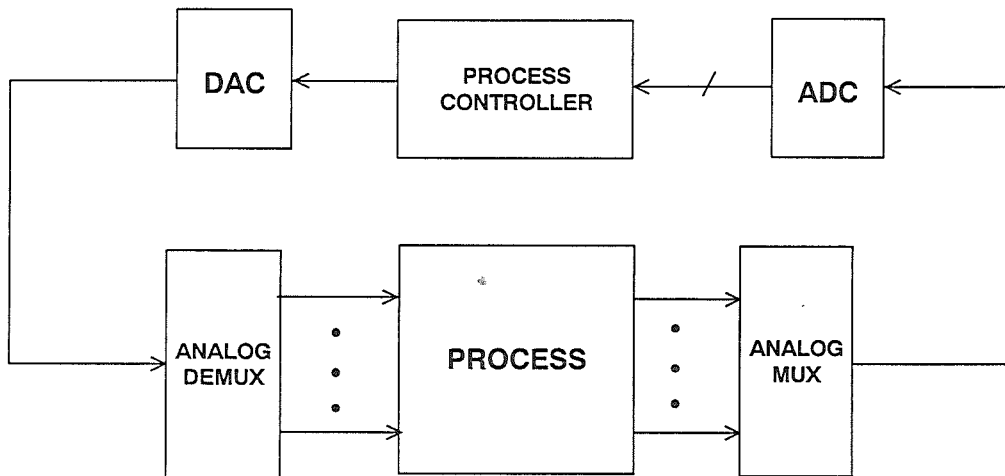 DAC
PROCESS
CONTROLLER
ADC
ANALOG
DEMUX
PROCESS
ANALOG
MUX